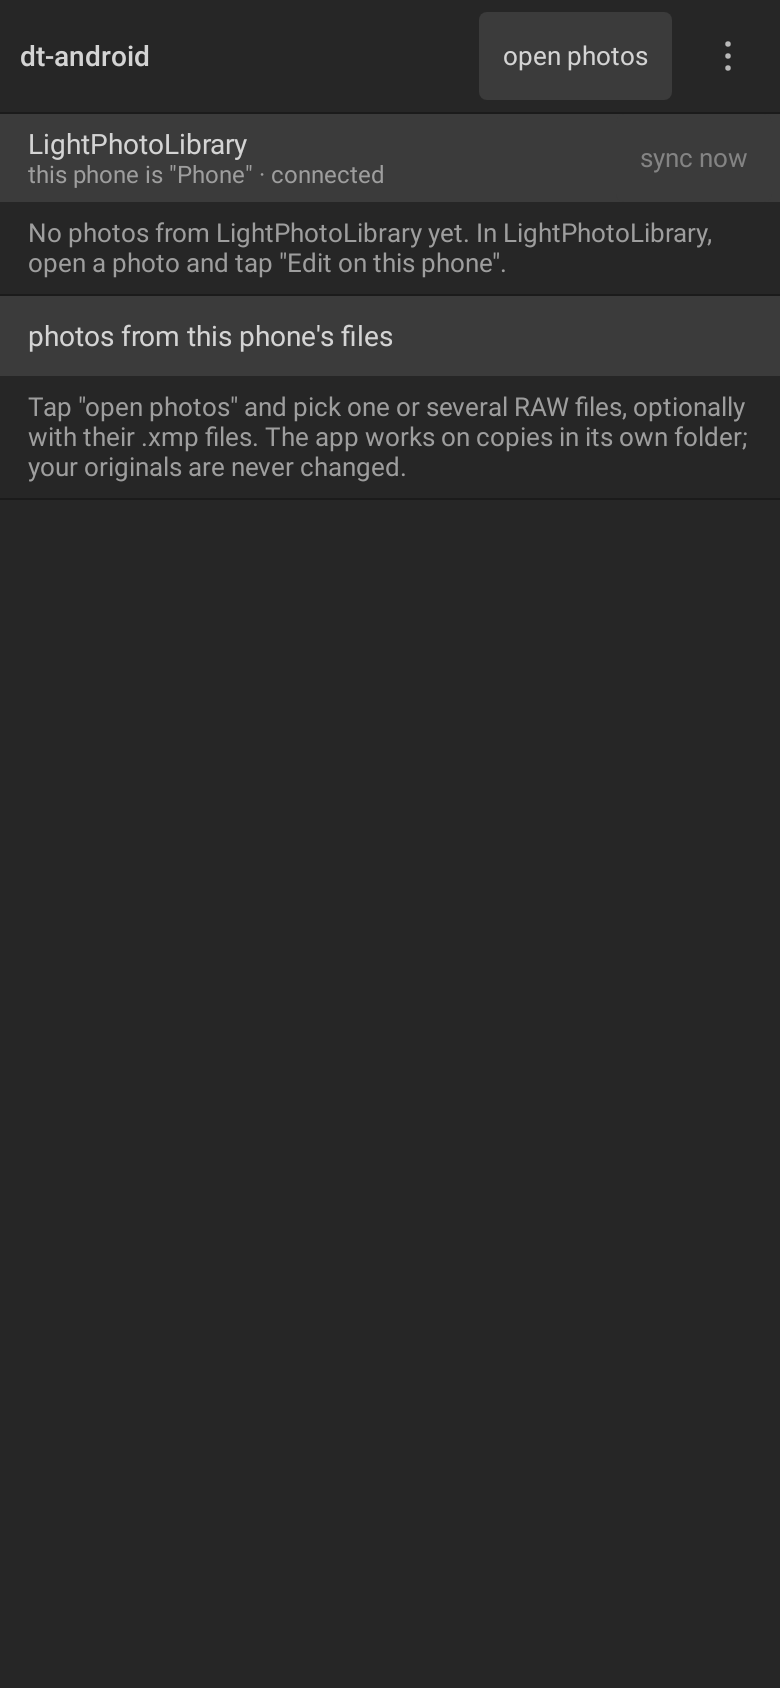 dt-android
open photos
LightPhotoLibrary
this phone is "Phone" · connected
sync now
No photos from LightPhotoLibrary yet. In LightPhotoLibrary,
open a photo and tap "Edit on this phone".
photos from this phone's files
Tap "open photos" and pick one or several RAW files, optionally
with their .xmp files. The app works on copies in its own folder;
your originals are never changed.